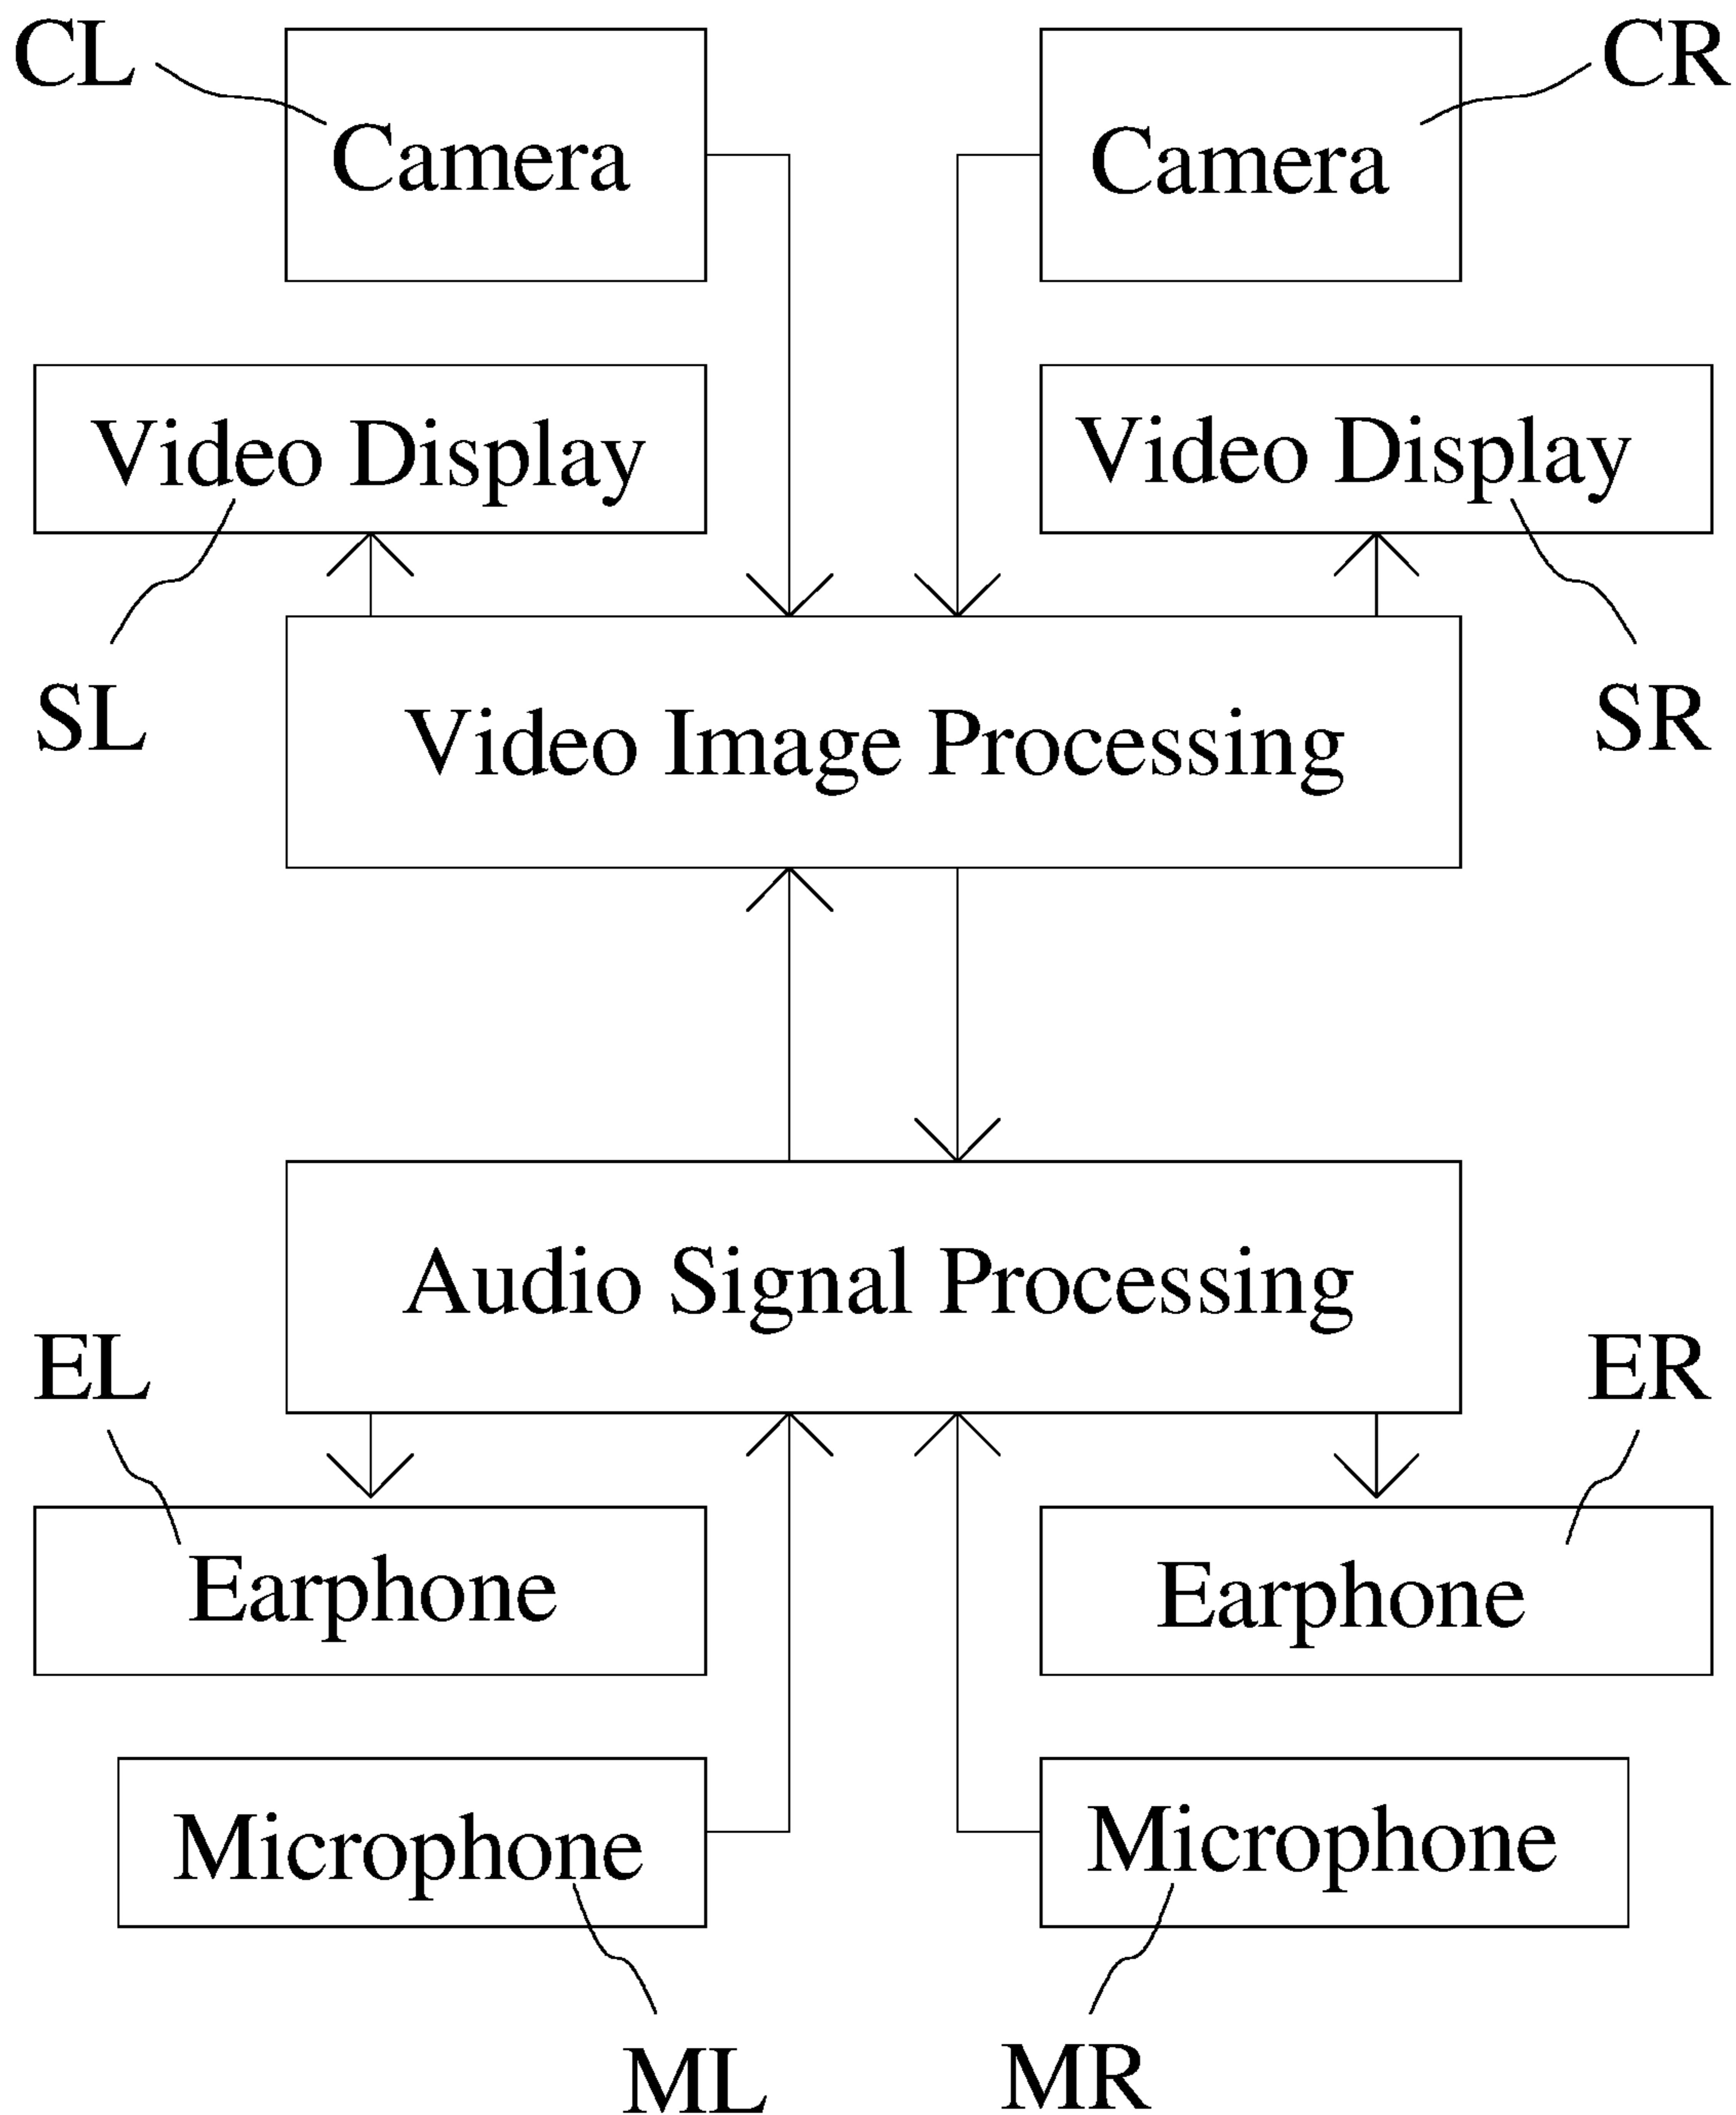 CL
CR
Camera
Camera
Video Display
Video Display
SL
SR
Video Image Processing
Audio Signal Processing
EL
ER
Earphone
Earphone
Microphone
Microphone
ML
MR